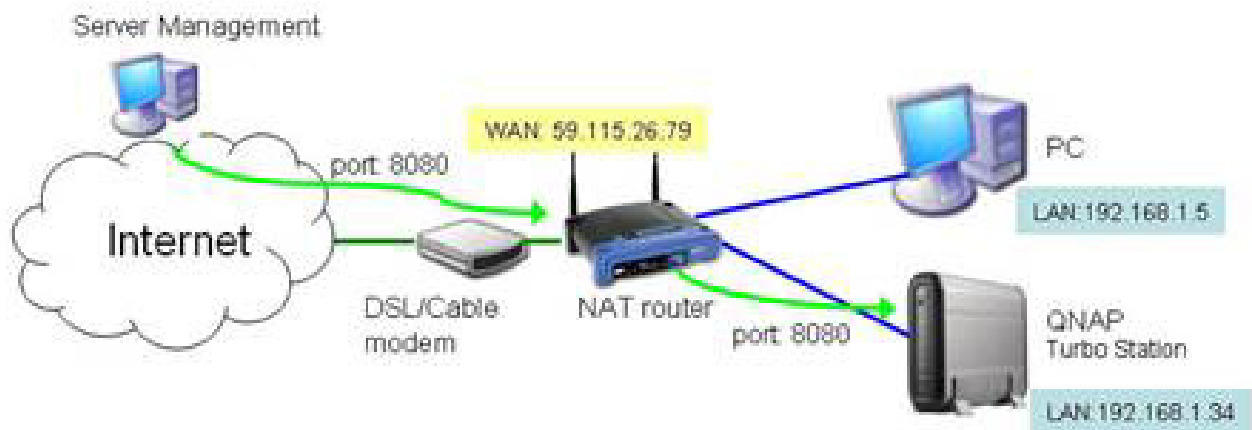 Server Management
WAN: 59.115.26.79
port: 8080
PC
LAN:192.168.1.5
Internet
DSL/Cable
modem
NAT router
port: 8080
QNAP
Turbo Station
LAN:192.168.1.34